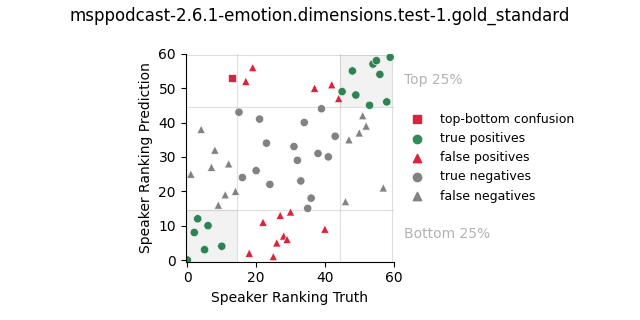 msppodcast-2.6.1-emotion.dimensions.test-1.gold_standard
60
50
40
30
20
10
0
Speaker Ranking Prediction
0 20 40 60
Speaker Ranking Truth
Top 25%
top-bottom confusion
true positives
false positives
true negatives
false negatives
Bottom 25%